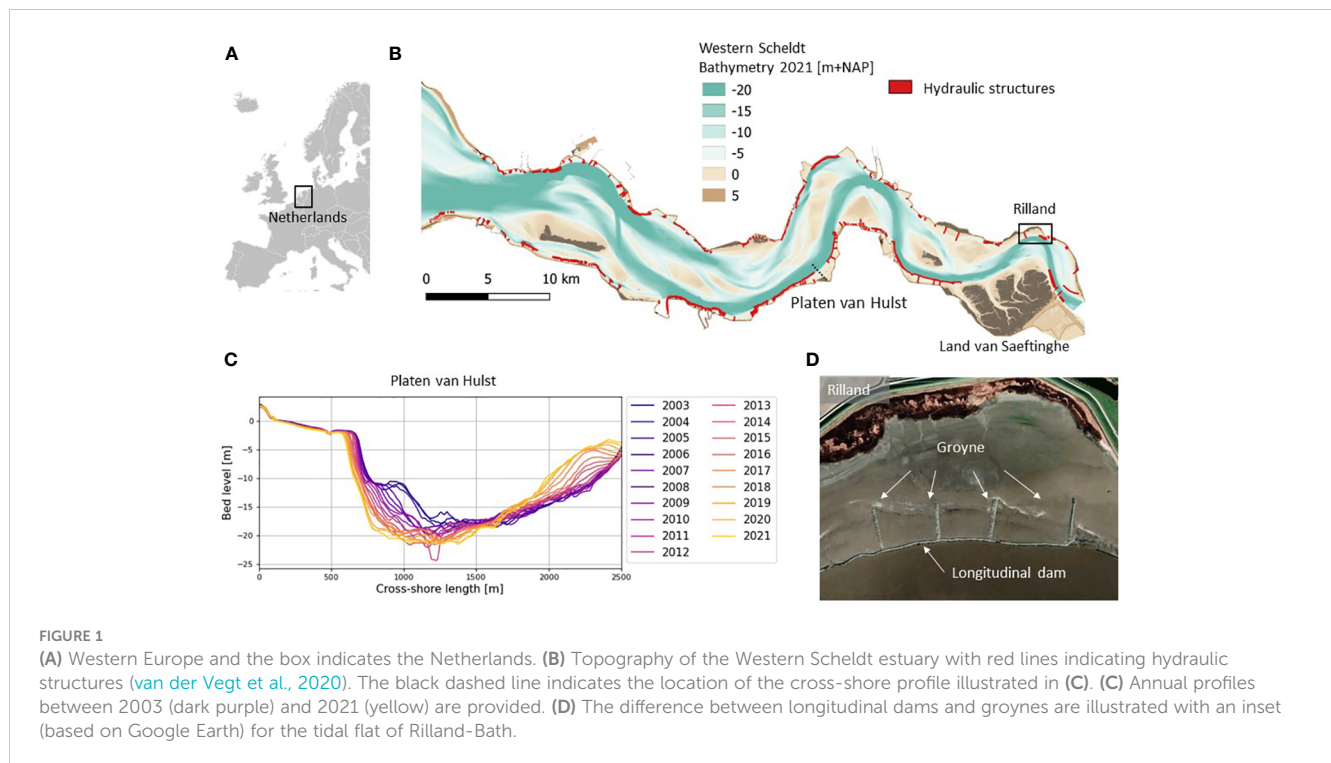 A
Netherlands
B
Western Scheldt
Bathymetry 2021 [m+NAP]
-20
-15
-10
-5
0
5
Hydraulic structures
Rilland
0 5 10 km
Platen van Hulst
Land van Saeftinghe
C
Platen van Hulst
Bed level [m]
0
-5
-10
-15
-20
-25
0 500 1000 1500 2000 2500
Cross-shore length [m]
2003 2013
2004 2014
2005 2015
2006 2016
2007 2017
2008 2018
2009 2019
2010 2020
2011 2021
2012
D
Rilland
Groyne
Longitudinal dam
FIGURE 1
(A) Western Europe and the box indicates the Netherlands. (B) Topography of the Western Scheldt estuary with red lines indicating hydraulic
structures (van der Vegt et al., 2020). The black dashed line indicates the location of the cross-shore profile illustrated in (C). (C) Annual profiles
between 2003 (dark purple) and 2021 (yellow) are provided. (D) The difference between longitudinal dams and groynes are illustrated with an inset
(based on Google Earth) for the tidal flat of Rilland-Bath.